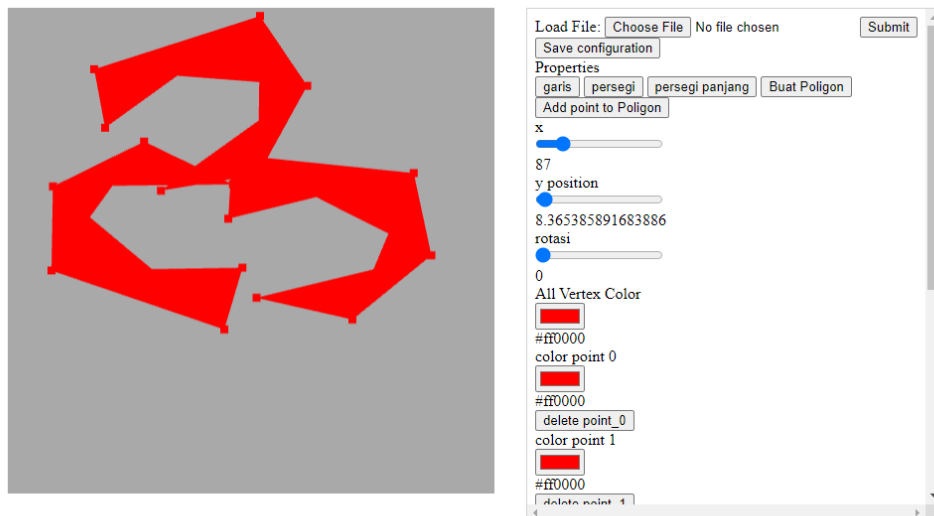 Load File: Choose File No file chosen Submit
Save configuration
Properties
garis persegi persegi panjang Buat Poligon
Add point to Poligon
x
87
y position
8.365385891683886
rotasi
0
All Vertex Color
#ff0000
color point 0
#ff0000
delete point_0
color point 1
#ff0000
delete point_1